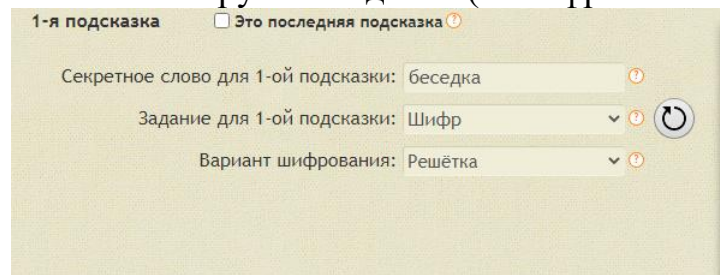 1-я подсказка Это последняя подсказка ?
Секретное слово для 1-ой подсказки: беседка ?
Задание для 1-ой подсказки: Шифр ?
Вариант шифрования: Решётка ?